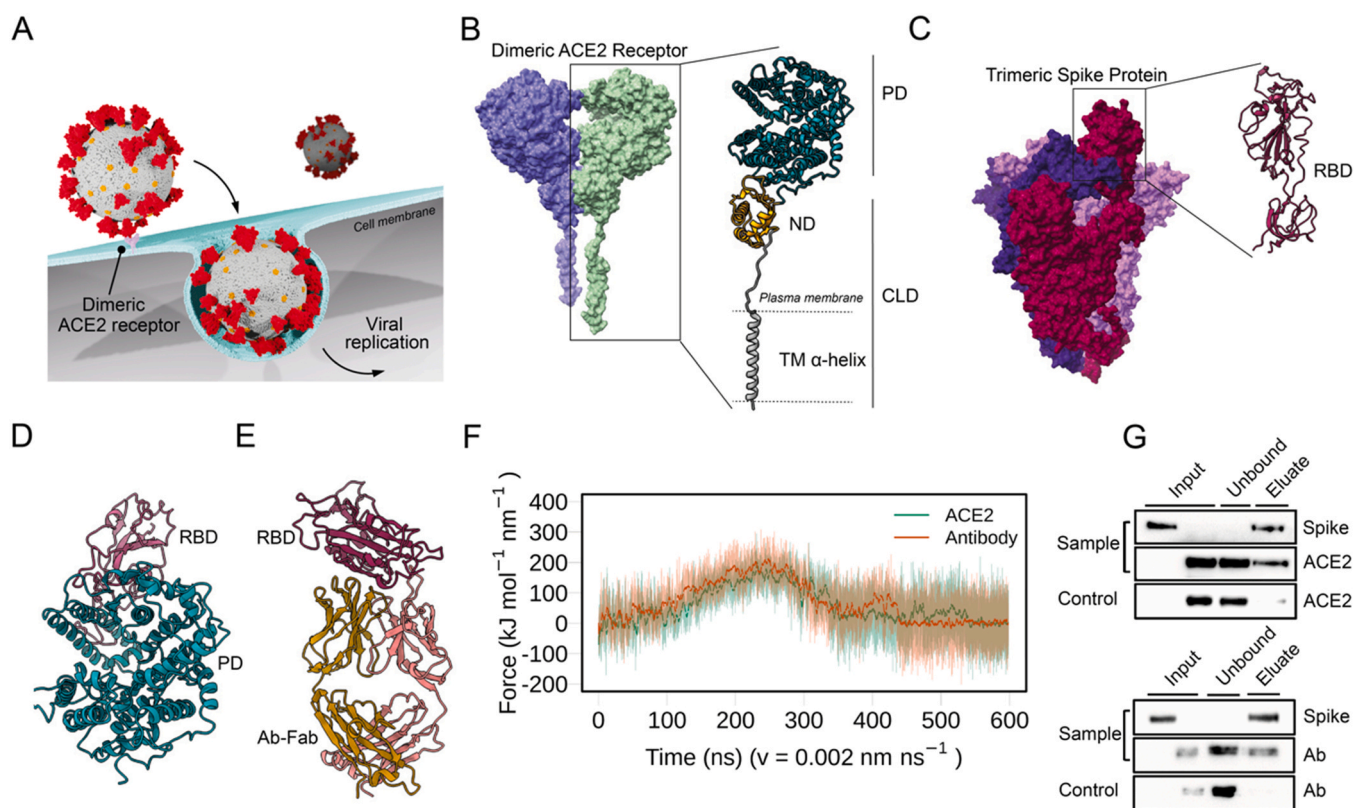 A
Cell membrane
Dimeric
ACE2 receptor
Viral
replication
B
Dimeric ACE2 Receptor
PD
ND
Plasma membrane
CLD
TM α-helix
C
Trimeric Spike Protein
RBD
D
RBD
PD
E
RBD
Ab-Fab
F
Force (kJ mol⁻¹ nm⁻¹)
400
300
200
100
0
-100
-200
ACE2
Antibody
0 100 200 300 400 500 600
Time (ns) (v = 0.002 nm ns⁻¹)
G
Input Unbound Eluate
Sample
Spike
ACE2
Control ACE2
Input Unbound Eluate
Sample
Spike
Ab
Control Ab